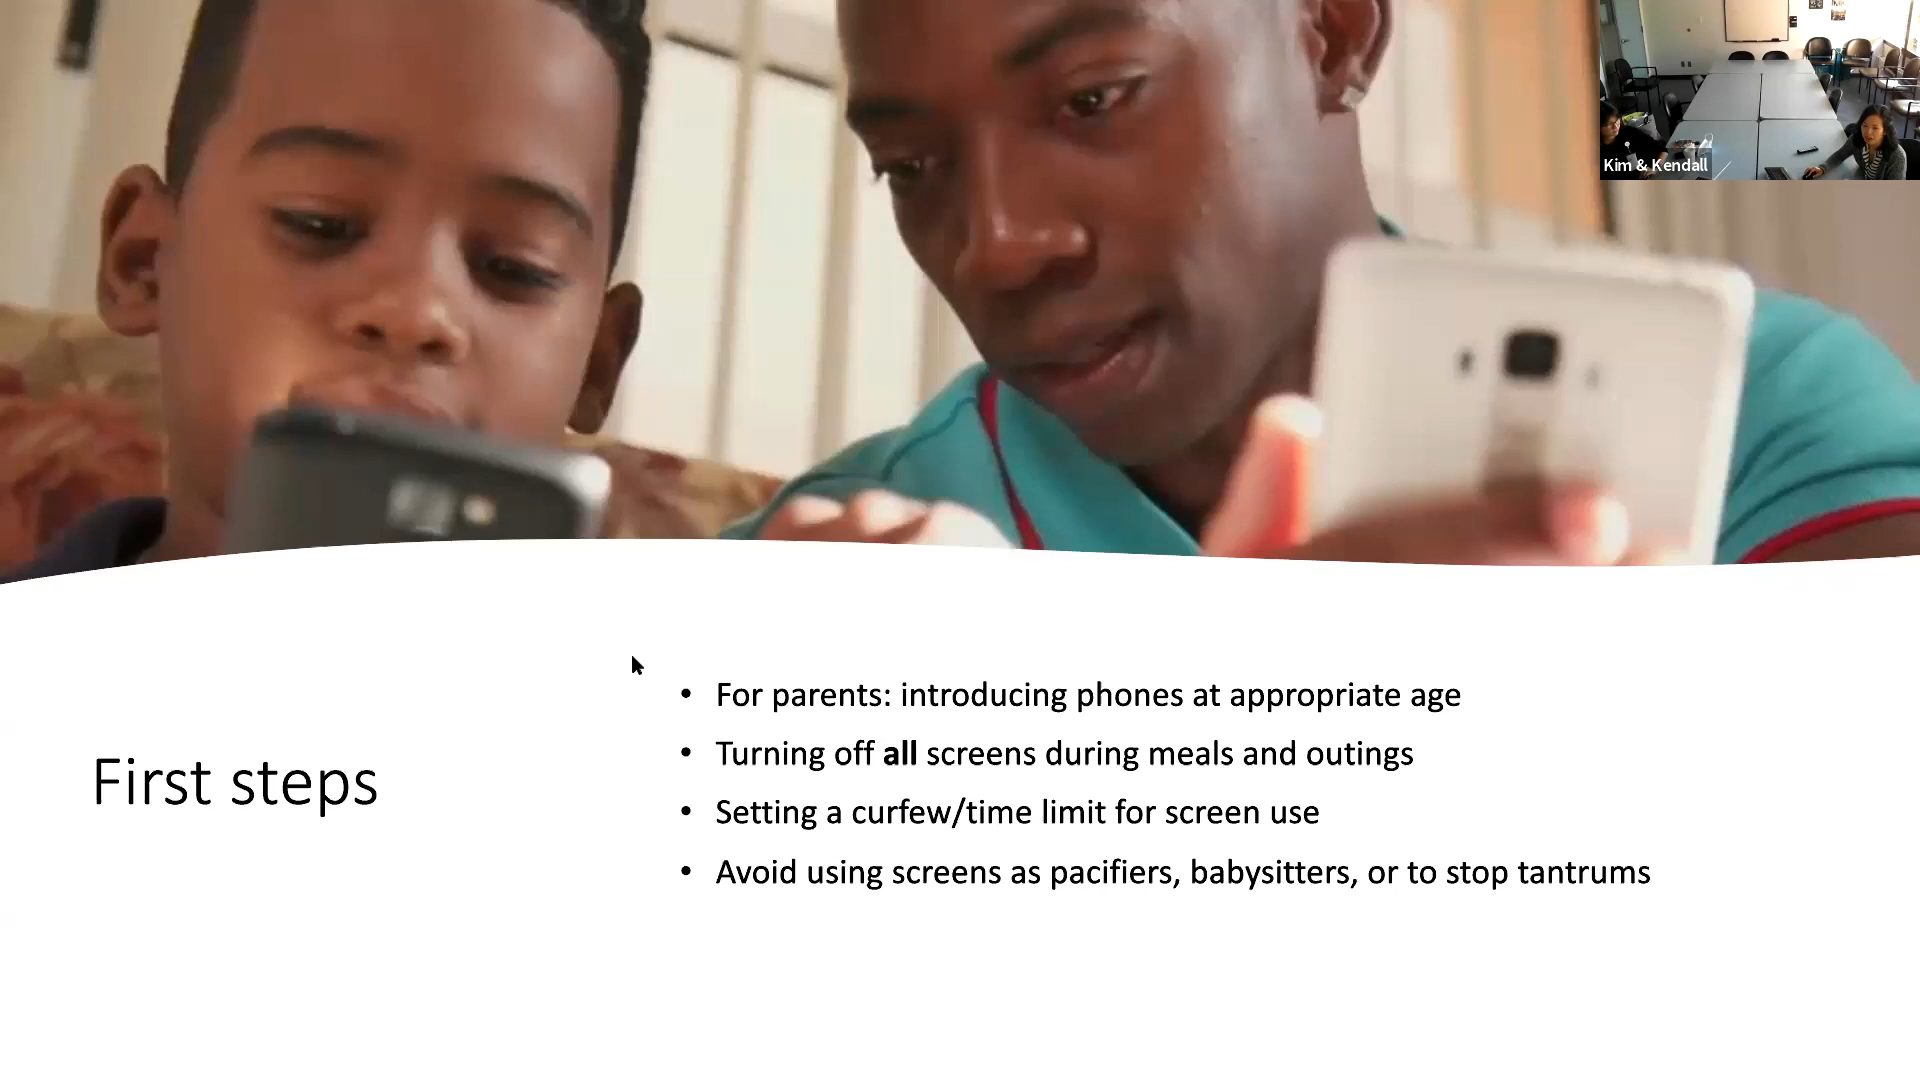 Kim & Kendall
First steps
• For parents: introducing phones at appropriate age
• Turning off all screens during meals and outings
• Setting a curfew/time limit for screen use
• Avoid using screens as pacifiers, babysitters, or to stop tantrums